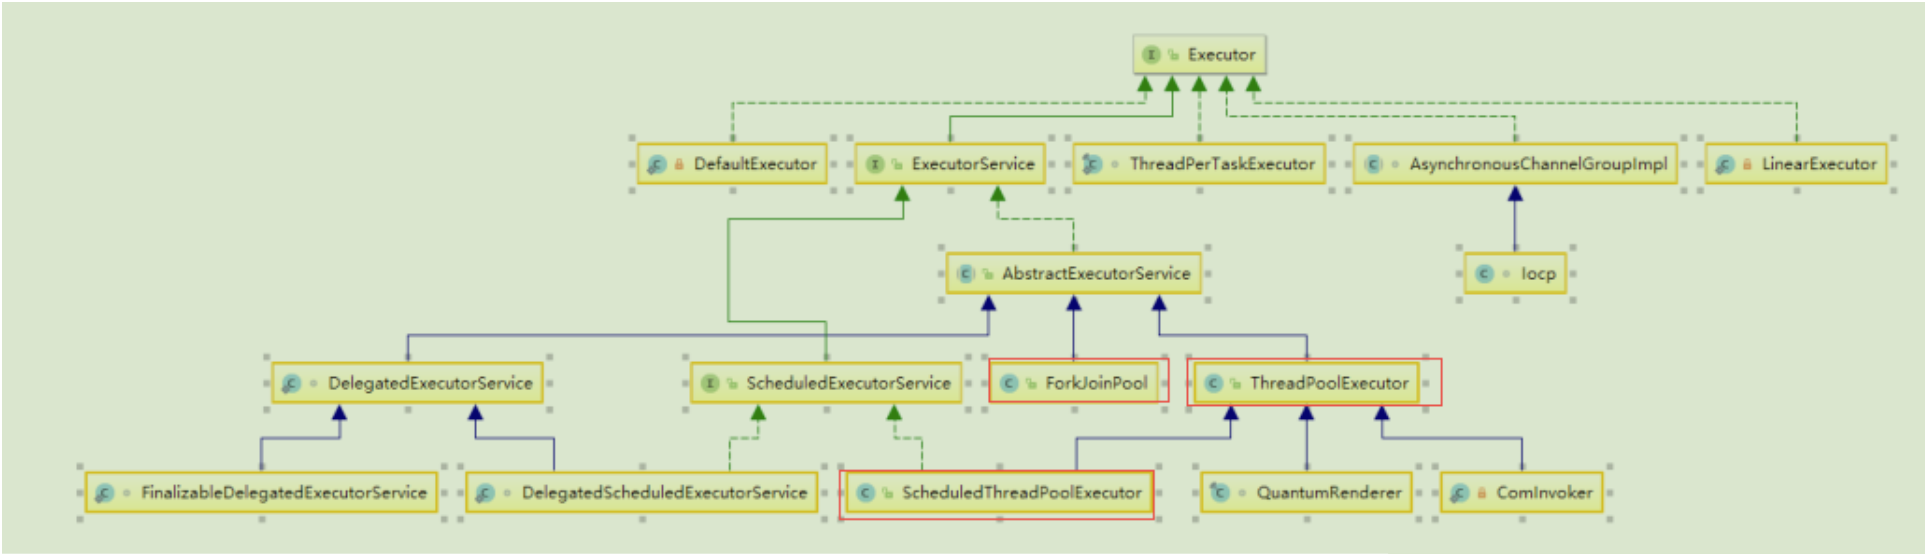 Executor
DefaultExecutor
ExecutorService
ThreadPerTaskExecutor
AsynchronousChannelGroupImpl
LinearExecutor
AbstractExecutorService
Iocp
DelegatedExecutorService
ScheduledExecutorService
ForkJoinPool
ThreadPoolExecutor
FinalizableDelegatedExecutorService
DelegatedScheduledExecutorService
ScheduledThreadPoolExecutor
QuantumRenderer
ComInvoker